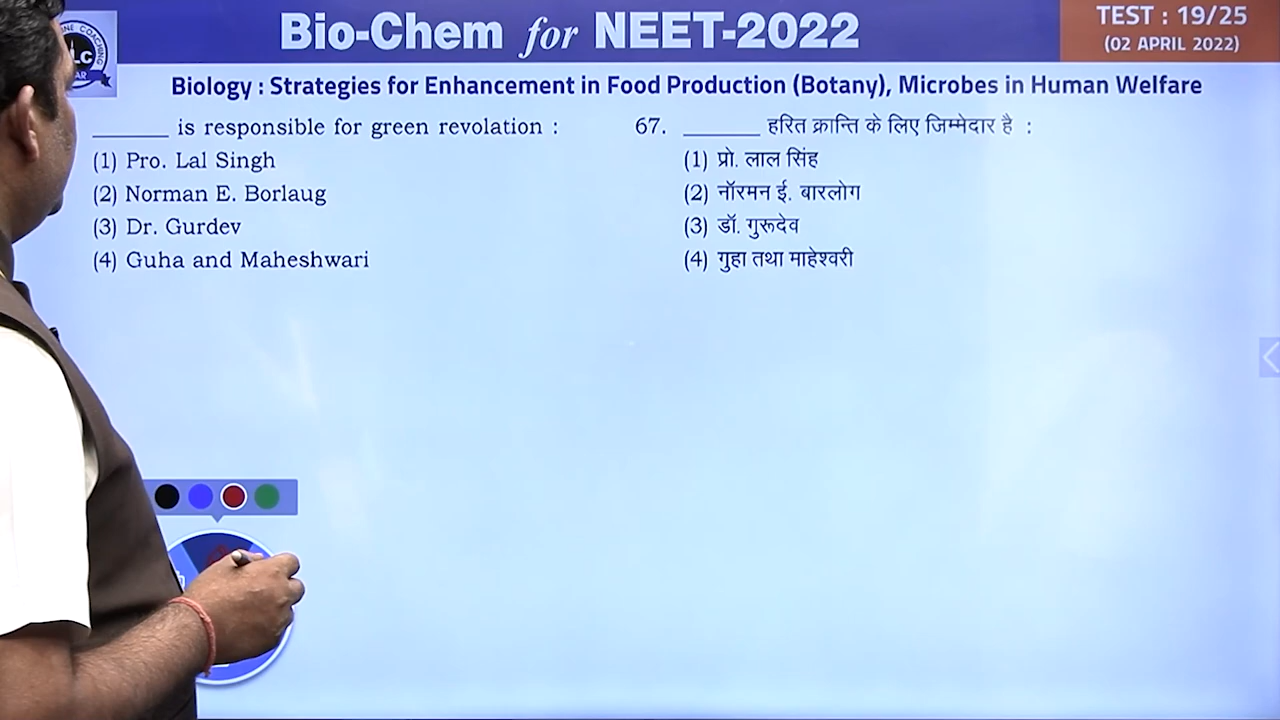 Bio-Chem for NEET-2022
TEST : 19/25
(02 APRIL 2022)
Biology : Strategies for Enhancement in Food Production (Botany), Microbes in Human Welfare
________ is responsible for green revolation :
(1) Pro. Lal Singh
(2) Norman E. Borlaug
(3) Dr. Gurdev
(4) Guha and Maheshwari
67. ________ हरित क्रान्ति के लिए जिम्मेदार है :
(1) प्रो. लाल सिंह
(2) नॉरमन ई. बारलोग
(3) डॉ. गुरूदेव
(4) गुहा तथा माहेश्वरी